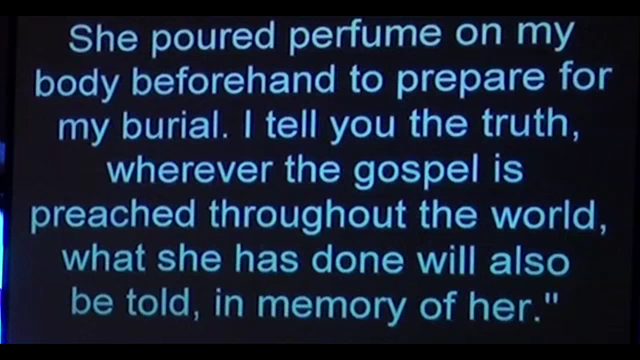 She poured perfume on my
body beforehand to prepare for
my burial. I tell you the truth,
wherever the gospel is
preached throughout the world,
what she has done will also
be told, in memory of her."